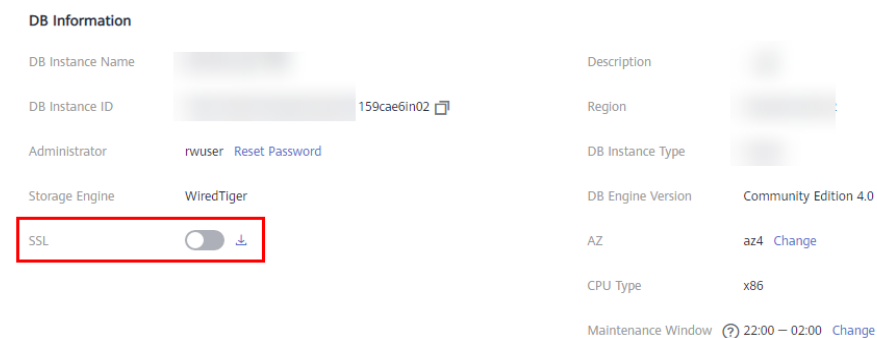 DB Information
DB Instance Name
Description
DB Instance ID 159cae6in02
Region
Administrator rwuser Reset Password
DB Instance Type
Storage Engine WiredTiger
DB Engine Version Community Edition 4.0
SSL
AZ az4 Change
CPU Type x86
Maintenance Window ? 22:00 — 02:00 Change